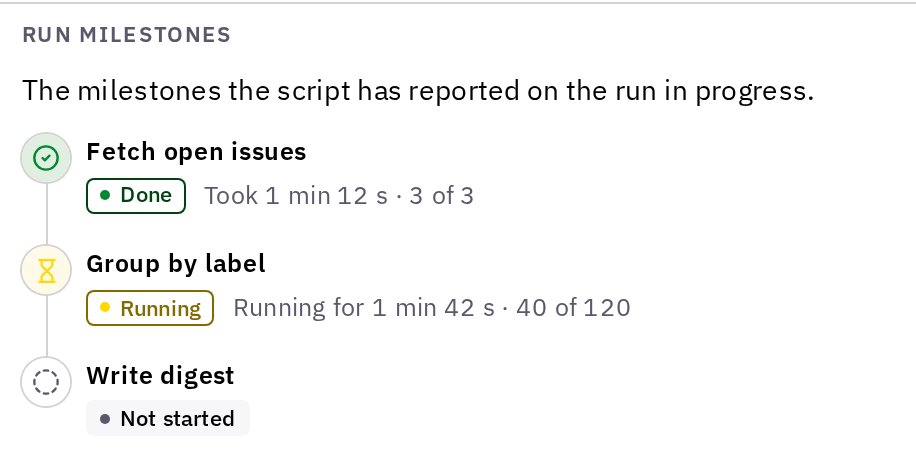 RUN MILESTONES
The milestones the script has reported on the run in progress.
Fetch open issues
Done Took 1 min 12 s · 3 of 3
Group by label
Running Running for 1 min 42 s · 40 of 120
Write digest
Not started